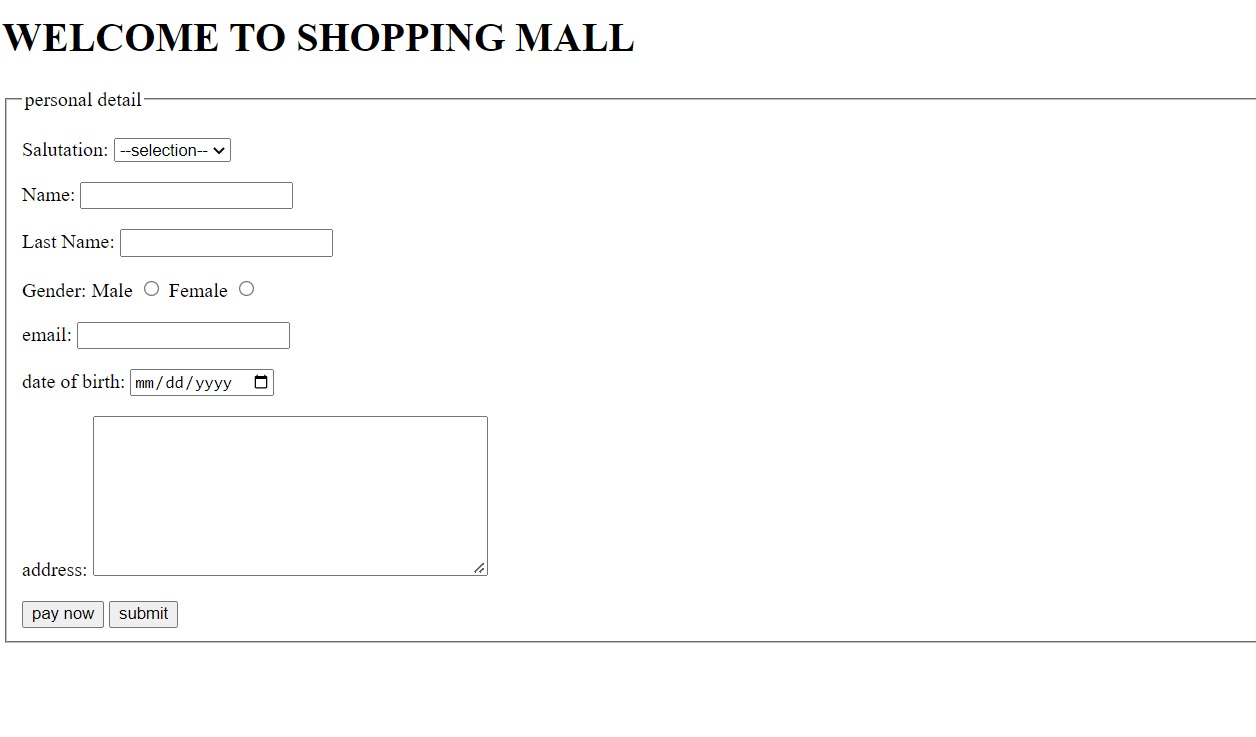 WELCOME TO SHOPPING MALL
personal detail
Salutation: --selection--
Name:
Last Name:
Gender: Male Female
email:
date of birth: mm/dd/yyyy
address:
pay now submit